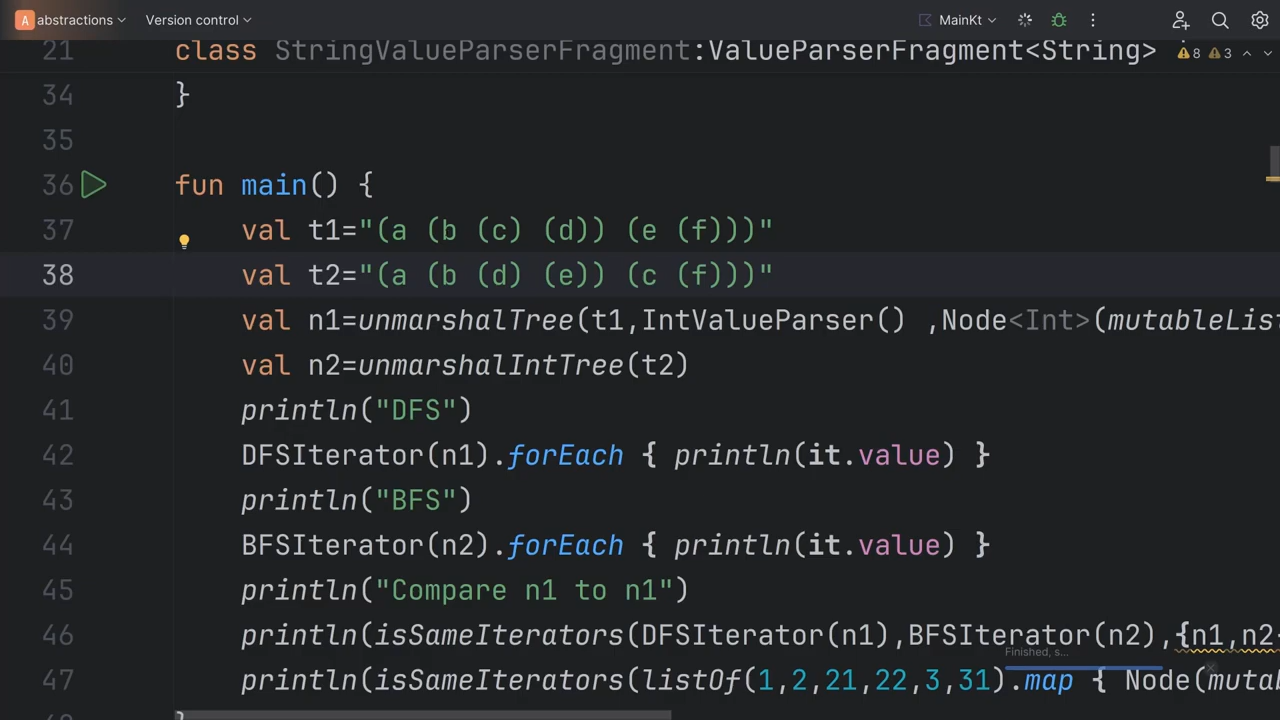 A abstractions Version control MainKt
21 class StringValueParserFragment:ValueParserFragment<String> 8 3
34 }
35
36 fun main() {
37 val t1="(a (b (c) (d)) (e (f)))"
38 val t2="(a (b (d) (e)) (c (f)))"
39 val n1=unmarshalTree(t1,IntValueParser() ,Node<Int>(mutableList
40 val n2=unmarshalIntTree(t2)
41 println("DFS")
42 DFSIterator(n1).forEach { println(it.value) }
43 println("BFS")
44 BFSIterator(n2).forEach { println(it.value) }
45 println("Compare n1 to n1")
46 println(isSameIterators(DFSIterator(n1),BFSIterator(n2),{n1,n2
Finished, s...
47 println(isSameIterators(listOf(1,2,21,22,3,31).map { Node(muta